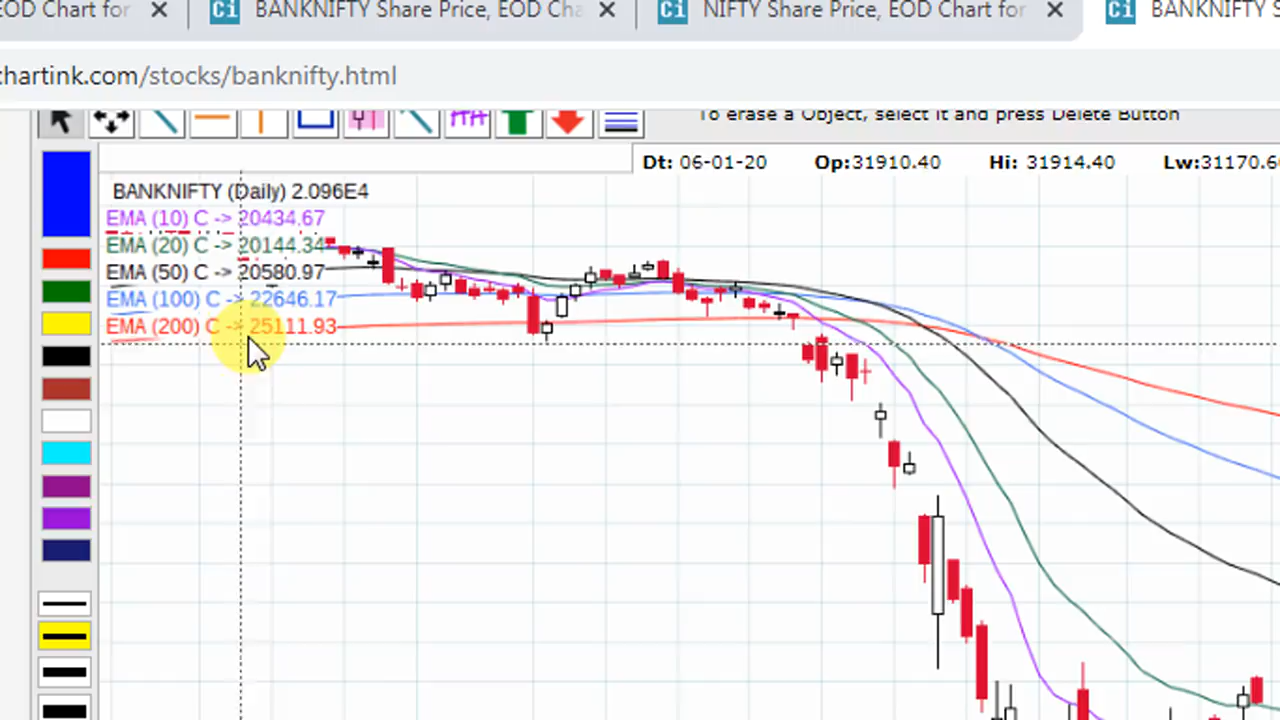 EOD Chart for
BANKNIFTY Share Price, EOD Cha
NIFTY Share Price, EOD Chart for
BANKNIFTY S
chartink.com/stocks/banknifty.html
To erase a Object, select it and press Delete Button
Dt: 06-01-20 Op:31910.40 Hi: 31914.40 Lw:31170.60
BANKNIFTY (Daily) 2.096E4
EMA (10) C -> 20434.67
EMA (20) C -> 20144.34
EMA (50) C -> 20580.97
EMA (100) C -> 22646.17
EMA (200) C -> 25111.93